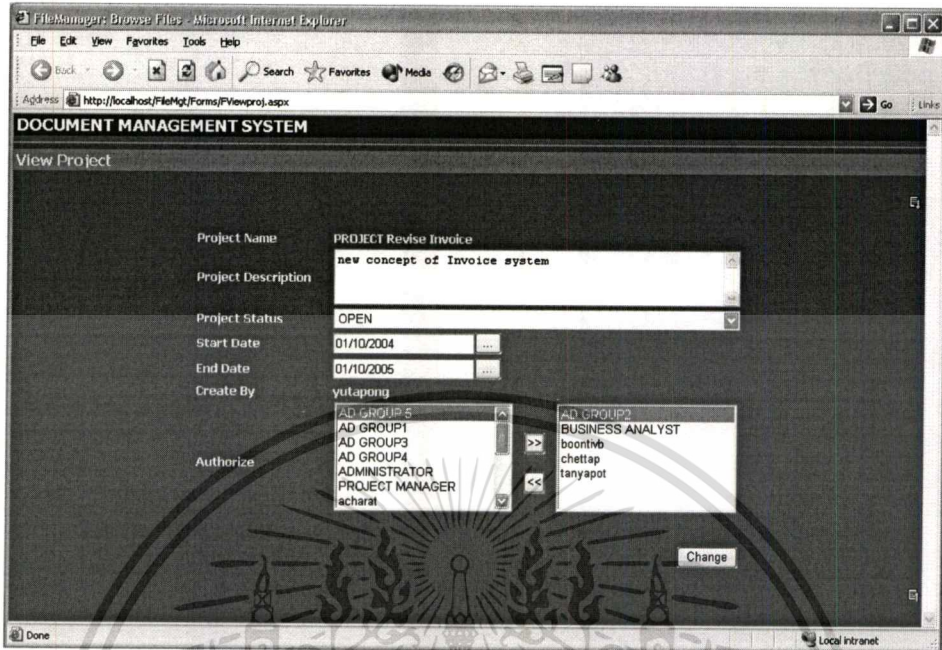 FileManager: Browse Files - Microsoft Internet Explorer
File Edit View Favorites Tools Help
Back Search Favorites Media
Address http://localhost/FileMgt/Forms/FViewproj.aspx Go Links
DOCUMENT MANAGEMENT SYSTEM
View Project
Project Name PROJECT Revise Invoice
Project Description new concept of Invoice system
Project Status OPEN
Start Date 01/10/2004 ...
End Date 01/10/2005 ...
Create By yutapong
Authorize
AD GROUP 5
AD GROUP1
AD GROUP3
AD GROUP4
ADMINISTRATOR
PROJECT MANAGER
acharat
>>
<<
AD GROUP2
BUSINESS ANALYST
boontivb
chettap
tanyapot
Change
Done Local intranet